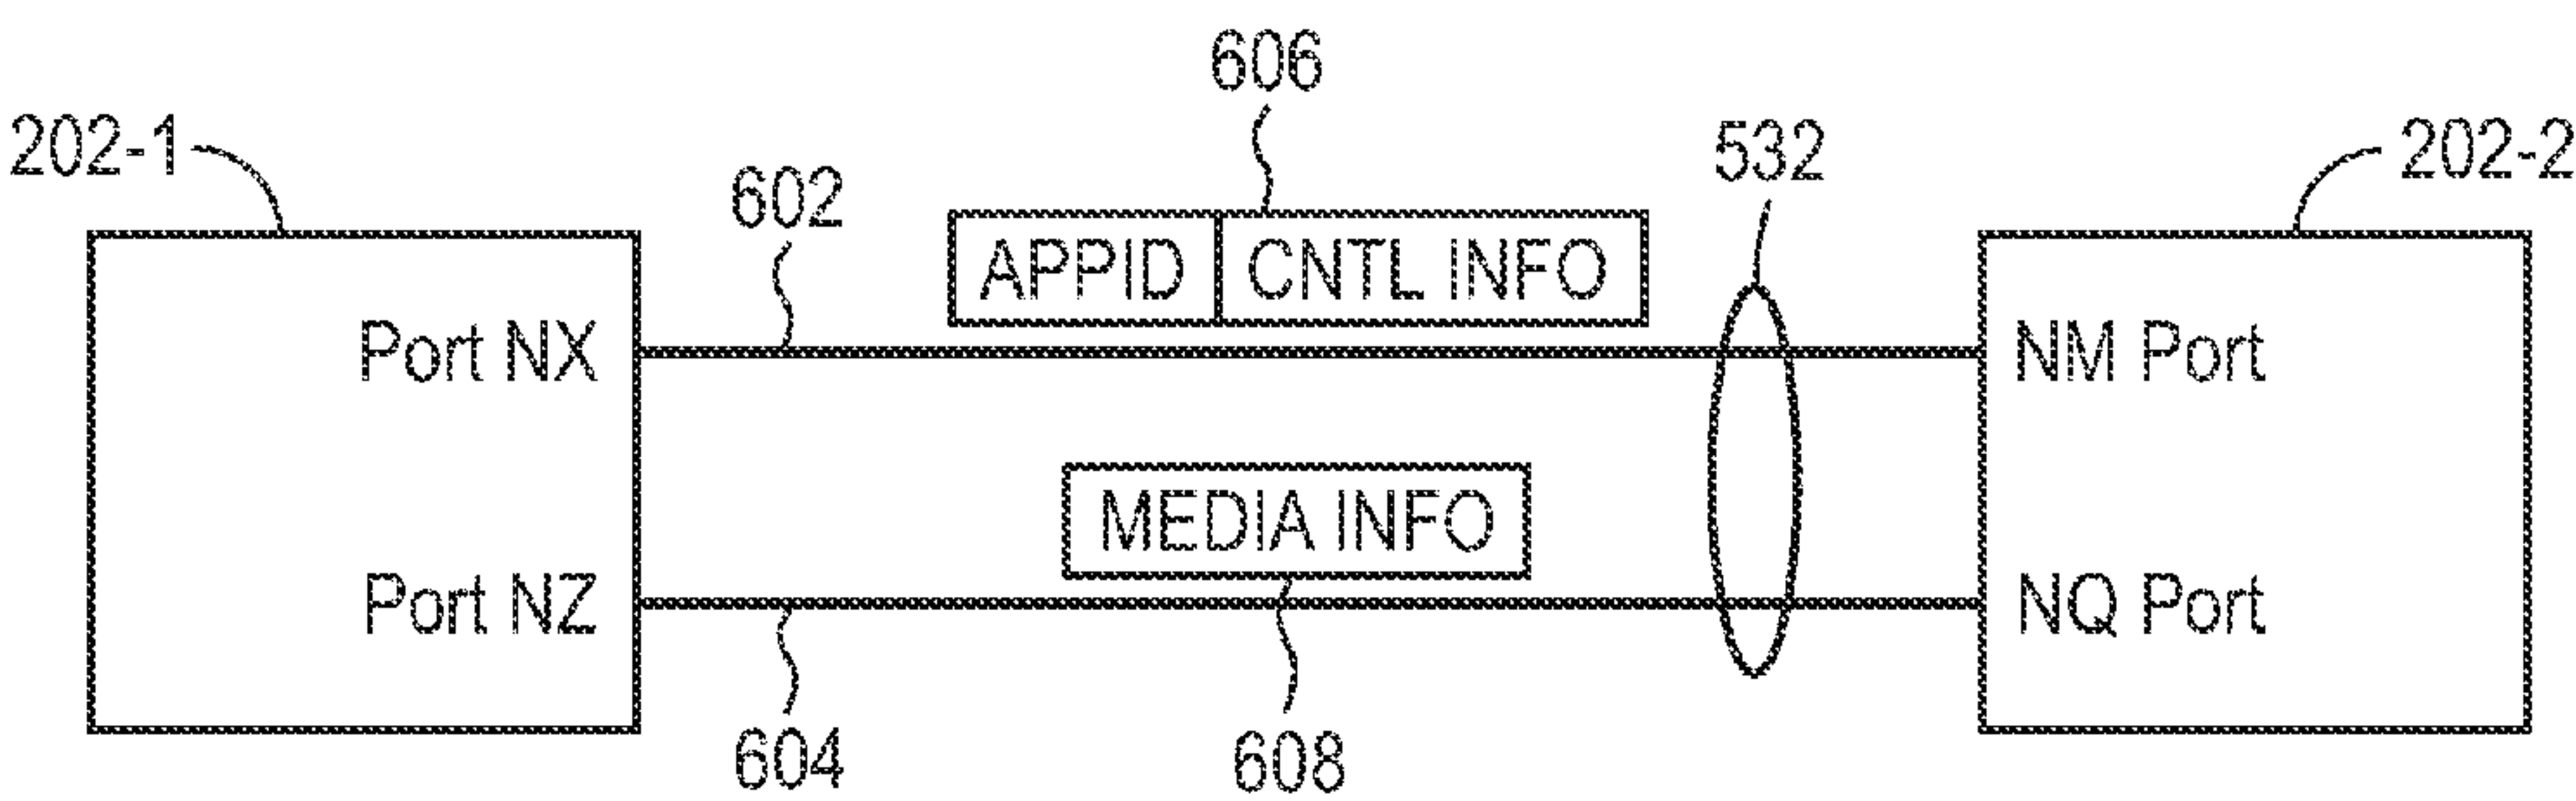 606
202-1
602
532
202-2
APPID CNTL INFO
Port NX
NM Port
MEDIA INFO
Port NZ
NQ Port
604
608